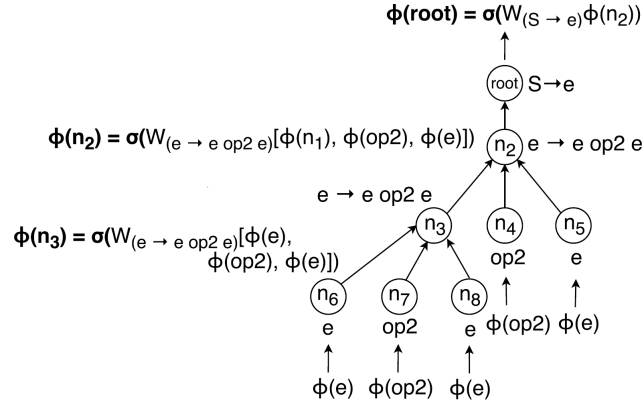 ϕ(root) = σ(W(S → e)ϕ(n2))
root S→e
ϕ(n2) = σ(W(e → e op2 e)[ϕ(n1), ϕ(op2), ϕ(e)])
n2 e → e op2 e
e → e op2 e
ϕ(n3) = σ(W(e → e op2 e)[ϕ(e),
ϕ(op2), ϕ(e)])
n3 n4 n5
op2 e
n6 n7 n8
e op2 e
ϕ(op2) ϕ(e)
ϕ(e) ϕ(op2) ϕ(e)